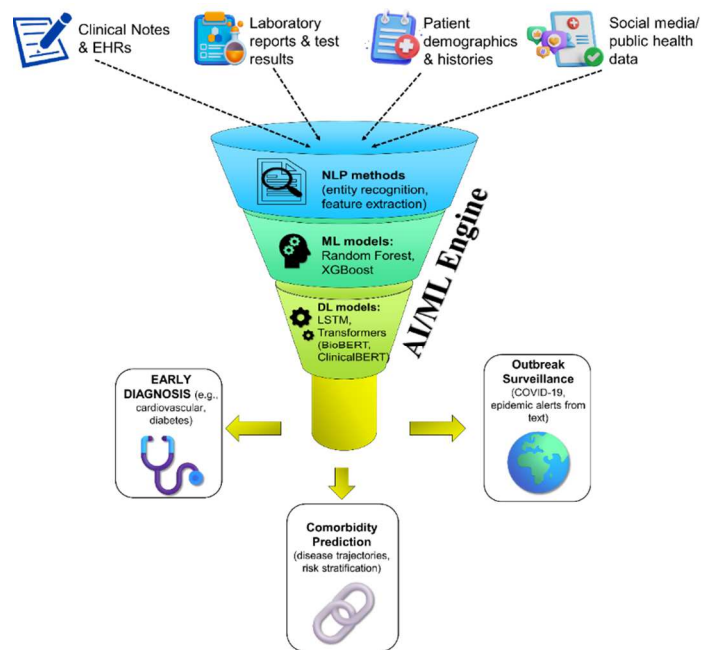 Clinical Notes
& EHRs
Laboratory
reports & test
results
Patient
demographics
& histories
Social media/
public health
data
NLP methods
(entity recognition,
feature extraction)
ML models:
Random Forest,
XGBoost
DL models:
LSTM,
Transformers
(BioBERT,
ClinicalBERT)
AI/ML Engine
EARLY
DIAGNOSIS (e.g.,
cardiovascular,
diabetes)
Outbreak
Surveillance
(COVID-19,
epidemic alerts from
text)
Comorbidity
Prediction
(disease trajectories,
risk stratification)